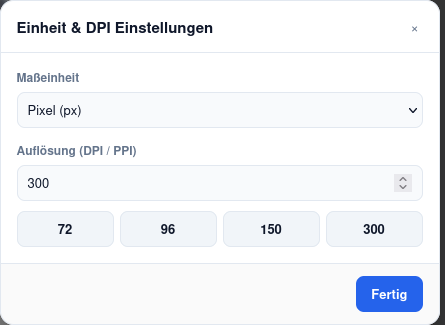 Einheit & DPI Einstellungen
×
Maßeinheit
Pixel (px)
Auflösung (DPI / PPI)
300
72 96 150 300
Fertig